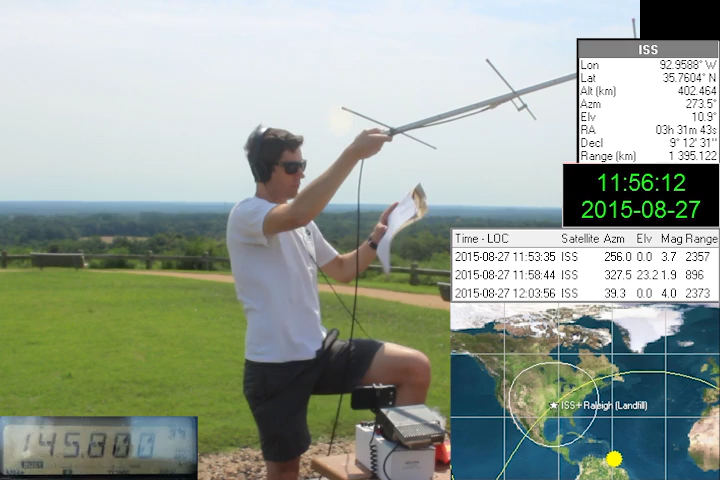 ISS
Lon 92.9588° W
Lat 35.7604° N
Alt (km) 402.464
Azm 273.5°
Elv 10.9°
RA 03h 31m 43s
Decl 9° 12' 31"
Range (km) 1 395.122
11:56:12
2015-08-27
Time - LOC Satellite Azm Elv Mag Range
2015-08-27 11:53:35 ISS 256.0 0.0 3.7 2357
2015-08-27 11:58:44 ISS 327.5 23.2 1.9 896
2015-08-27 12:03:56 ISS 39.3 0.0 4.0 2373
ISS+Raleigh (Landfill)
145.800